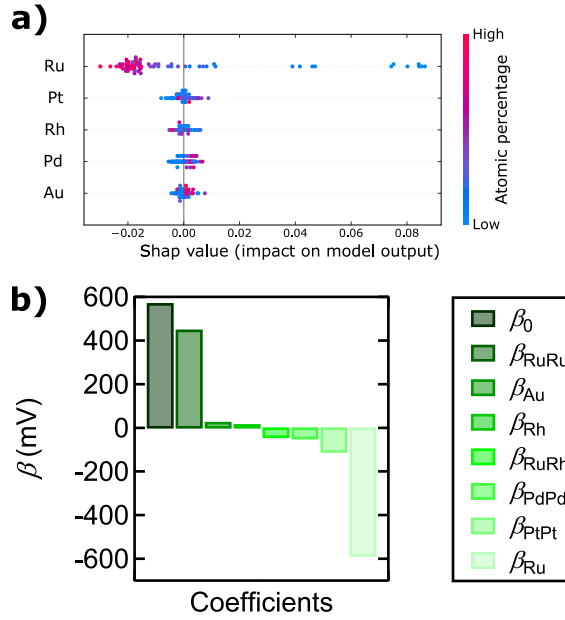 a)
High
Ru
Pt
Rh
Pd
Au
Atomic percentage
Low
−0.02 0.00 0.02 0.04 0.06 0.08
Shap value (impact on model output)
b)
600
400
200
0
-200
-400
-600
β (mV)
Coefficients
β0
βRuRu
βAu
βRh
βRuRh
βPdPd
βPtPt
βRu